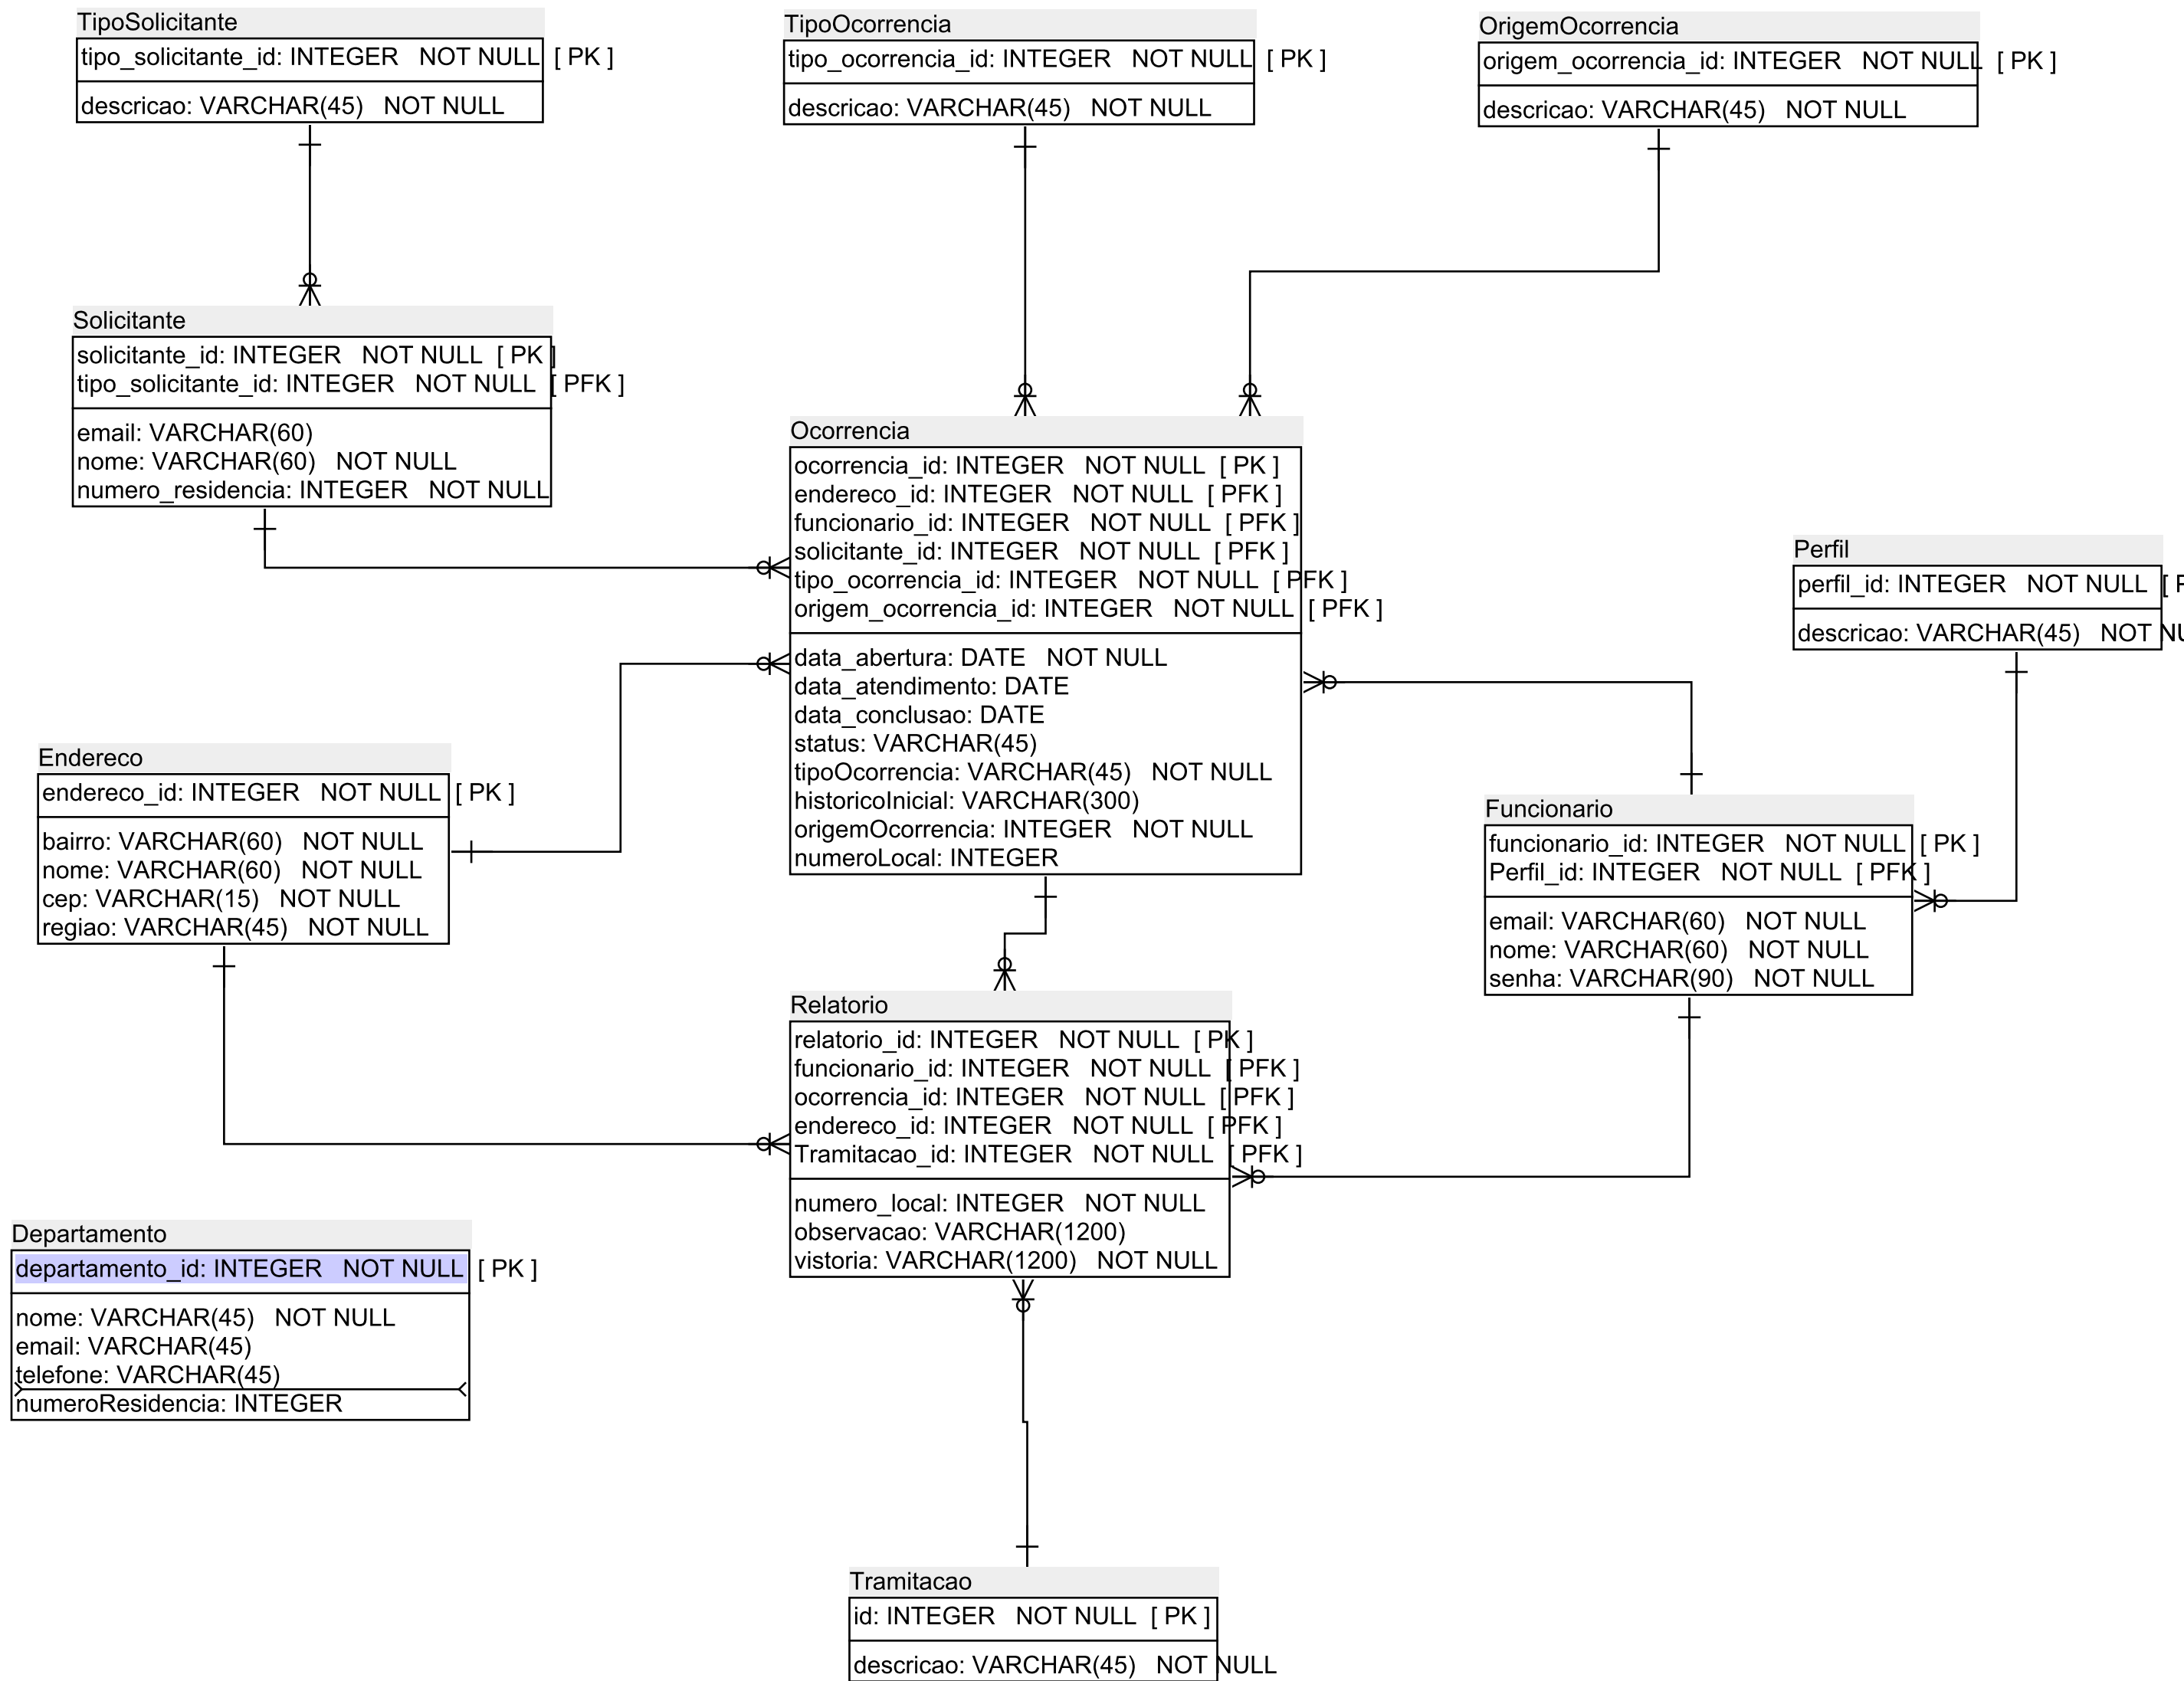 TipoSolicitante
tipo_solicitante_id: INTEGER NOT NULL [ PK ]
descricao: VARCHAR(45) NOT NULL
TipoOcorrencia
tipo_ocorrencia_id: INTEGER NOT NULL [ PK ]
descricao: VARCHAR(45) NOT NULL
OrigemOcorrencia
origem_ocorrencia_id: INTEGER NOT NULL [ PK ]
descricao: VARCHAR(45) NOT NULL
Solicitante
solicitante_id: INTEGER NOT NULL [ PK ]
tipo_solicitante_id: INTEGER NOT NULL [ PFK ]
email: VARCHAR(60)
nome: VARCHAR(60) NOT NULL
numero_residencia: INTEGER NOT NULL
Ocorrencia
ocorrencia_id: INTEGER NOT NULL [ PK ]
endereco_id: INTEGER NOT NULL [ PFK ]
funcionario_id: INTEGER NOT NULL [ PFK ]
solicitante_id: INTEGER NOT NULL [ PFK ]
tipo_ocorrencia_id: INTEGER NOT NULL [ PFK ]
origem_ocorrencia_id: INTEGER NOT NULL [ PFK ]
data_abertura: DATE NOT NULL
data_atendimento: DATE
data_conclusao: DATE
status: VARCHAR(45)
tipoOcorrencia: VARCHAR(45) NOT NULL
historicoInicial: VARCHAR(300)
origemOcorrencia: INTEGER NOT NULL
numeroLocal: INTEGER
Perfil
perfil_id: INTEGER NOT NULL [
descricao: VARCHAR(45) NOT
Endereco
endereco_id: INTEGER NOT NULL [ PK ]
bairro: VARCHAR(60) NOT NULL
nome: VARCHAR(60) NOT NULL
cep: VARCHAR(15) NOT NULL
regiao: VARCHAR(45) NOT NULL
Funcionario
funcionario_id: INTEGER NOT NULL [ PK ]
Perfil_id: INTEGER NOT NULL [ PFK ]
email: VARCHAR(60) NOT NULL
nome: VARCHAR(60) NOT NULL
senha: VARCHAR(90) NOT NULL
Relatorio
relatorio_id: INTEGER NOT NULL [ PK ]
funcionario_id: INTEGER NOT NULL [ PFK ]
ocorrencia_id: INTEGER NOT NULL [ PFK ]
endereco_id: INTEGER NOT NULL [ PFK ]
Tramitacao_id: INTEGER NOT NULL [ PFK ]
numero_local: INTEGER NOT NULL
observacao: VARCHAR(1200)
vistoria: VARCHAR(1200) NOT NULL
Departamento
departamento_id: INTEGER NOT NULL [ PK ]
nome: VARCHAR(45) NOT NULL
email: VARCHAR(45)
telefone: VARCHAR(45)
numeroResidencia: INTEGER
Tramitacao
id: INTEGER NOT NULL [ PK ]
descricao: VARCHAR(45) NOT NULL